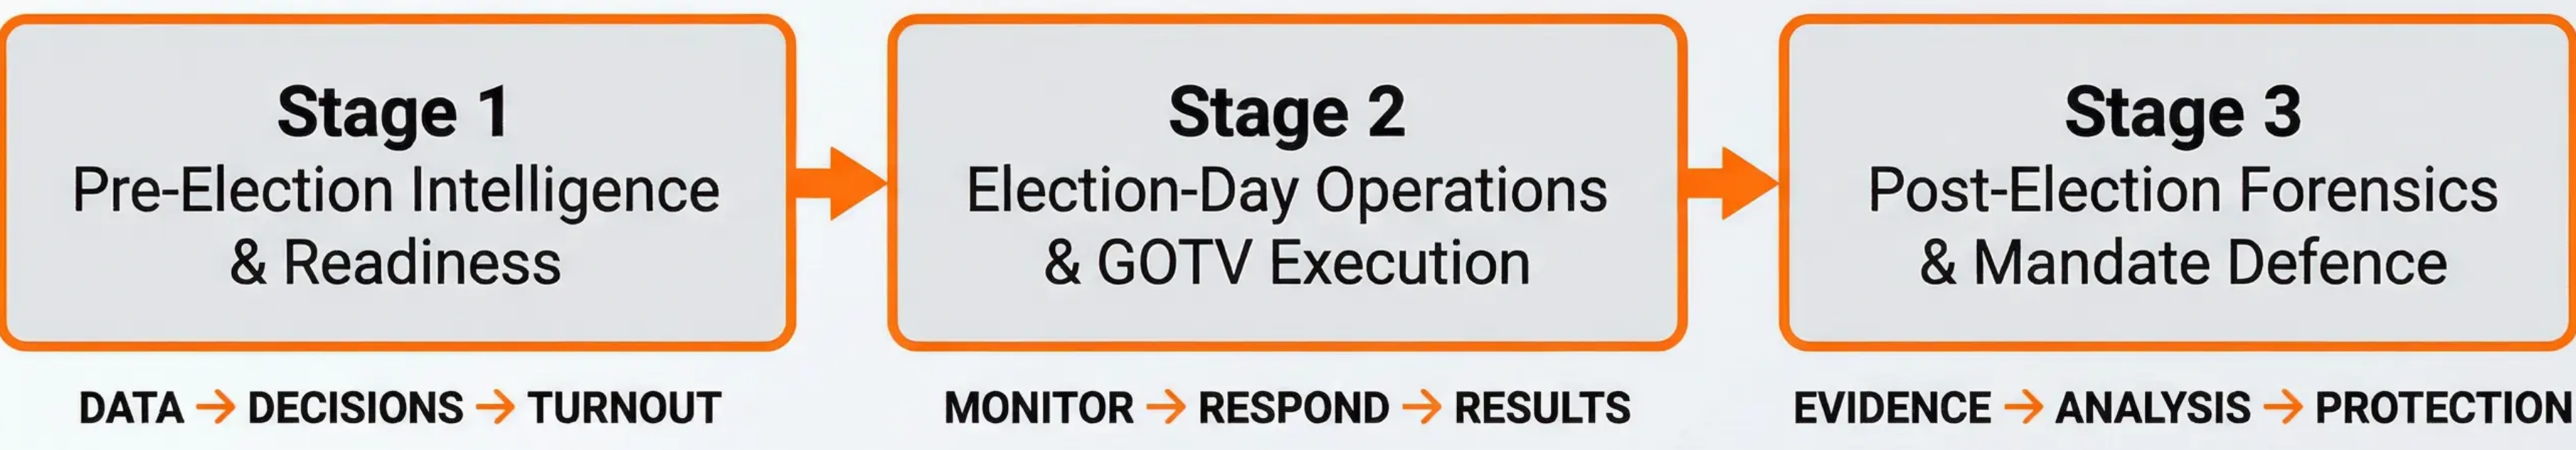 Stage 1
Pre-Election Intelligence
& Readiness
DATA → DECISIONS → TURNOUT
Stage 2
Election-Day Operations
& GOTV Execution
MONITOR → RESPOND → RESULTS
Stage 3
Post-Election Forensics
& Mandate Defence
EVIDENCE → ANALYSIS → PROTECTION